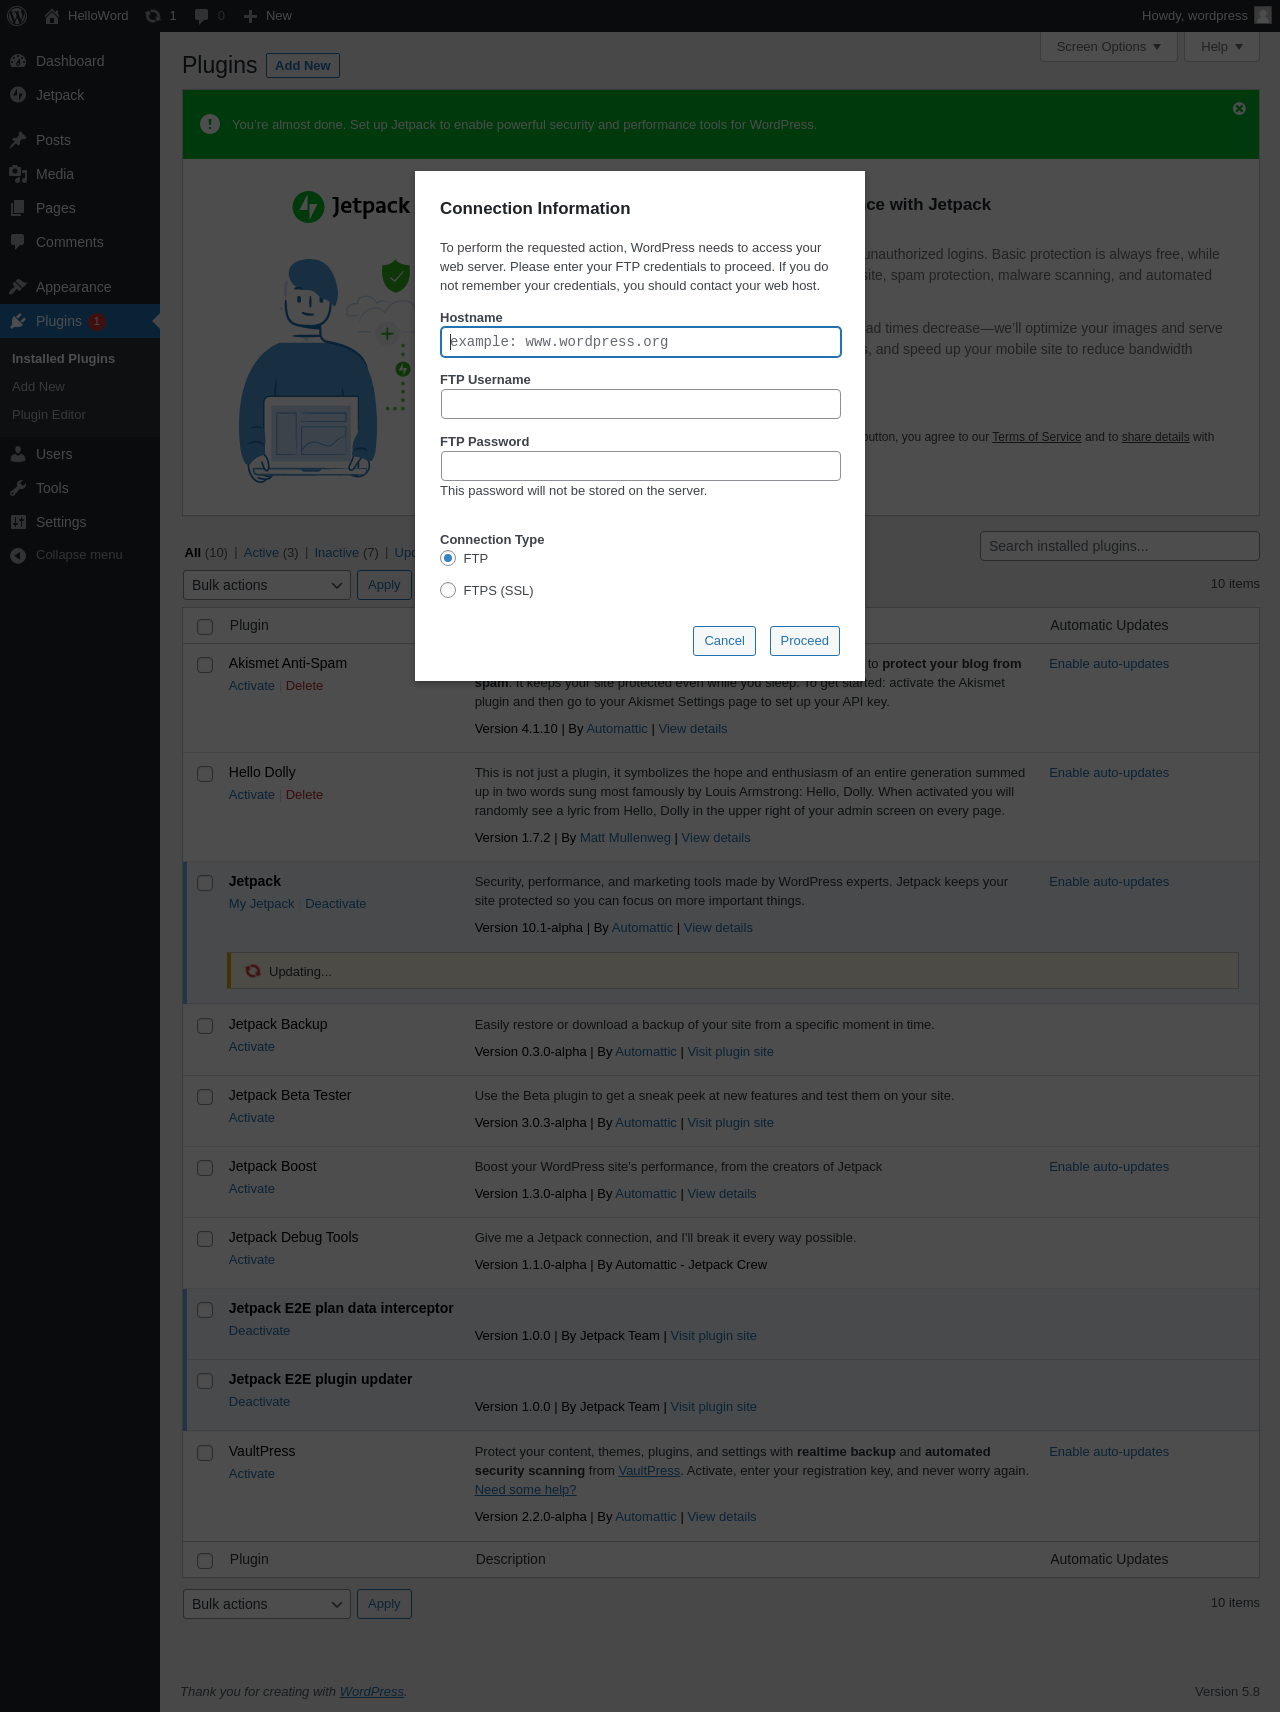 HelloWord 1 0 New Howdy, wordpress
Screen Options Help
Dashboard
Jetpack
Posts
Media
Pages
Comments
Appearance
Plugins 1
Installed Plugins
Add New
Plugin Editor
Users
Tools
Settings
Collapse menu
Plugins Add New
You're almost done. Set up Jetpack to enable powerful security and performance tools for WordPress.
Jetpack
ce with Jetpack
unauthorized logins. Basic protection is always free, while
site, spam protection, malware scanning, and automated
ad times decrease—we'll optimize your images and serve
, and speed up your mobile site to reduce bandwidth
button, you agree to our Terms of Service and to share details with
Connection Information
To perform the requested action, WordPress needs to access your
web server. Please enter your FTP credentials to proceed. If you do
not remember your credentials, you should contact your web host.
Hostname
example: www.wordpress.org
FTP Username
FTP Password
This password will not be stored on the server.
Connection Type
FTP
FTPS (SSL)
Cancel Proceed
All (10) | Active (3) | Inactive (7) | Upd
Search installed plugins...
Bulk actions Apply 10 items
Plugin Automatic Updates
Akismet Anti-Spam
Activate | Delete
to protect your blog from
spam. It keeps your site protected even while you sleep. To get started: activate the Akismet
plugin and then go to your Akismet Settings page to set up your API key.
Version 4.1.10 | By Automattic | View details
Enable auto-updates
Hello Dolly
Activate | Delete
This is not just a plugin, it symbolizes the hope and enthusiasm of an entire generation summed
up in two words sung most famously by Louis Armstrong: Hello, Dolly. When activated you will
randomly see a lyric from Hello, Dolly in the upper right of your admin screen on every page.
Version 1.7.2 | By Matt Mullenweg | View details
Enable auto-updates
Jetpack
My Jetpack | Deactivate
Security, performance, and marketing tools made by WordPress experts. Jetpack keeps your
site protected so you can focus on more important things.
Version 10.1-alpha | By Automattic | View details
Enable auto-updates
Updating...
Jetpack Backup
Activate
Easily restore or download a backup of your site from a specific moment in time.
Version 0.3.0-alpha | By Automattic | Visit plugin site
Jetpack Beta Tester
Activate
Use the Beta plugin to get a sneak peek at new features and test them on your site.
Version 3.0.3-alpha | By Automattic | Visit plugin site
Jetpack Boost
Activate
Boost your WordPress site's performance, from the creators of Jetpack
Version 1.3.0-alpha | By Automattic | View details
Enable auto-updates
Jetpack Debug Tools
Activate
Give me a Jetpack connection, and I'll break it every way possible.
Version 1.1.0-alpha | By Automattic - Jetpack Crew
Jetpack E2E plan data interceptor
Deactivate
Version 1.0.0 | By Jetpack Team | Visit plugin site
Jetpack E2E plugin updater
Deactivate
Version 1.0.0 | By Jetpack Team | Visit plugin site
VaultPress
Activate
Protect your content, themes, plugins, and settings with realtime backup and automated
security scanning from VaultPress. Activate, enter your registration key, and never worry again.
Need some help?
Version 2.2.0-alpha | By Automattic | View details
Enable auto-updates
Plugin Description Automatic Updates
Bulk actions Apply 10 items
Thank you for creating with WordPress. Version 5.8